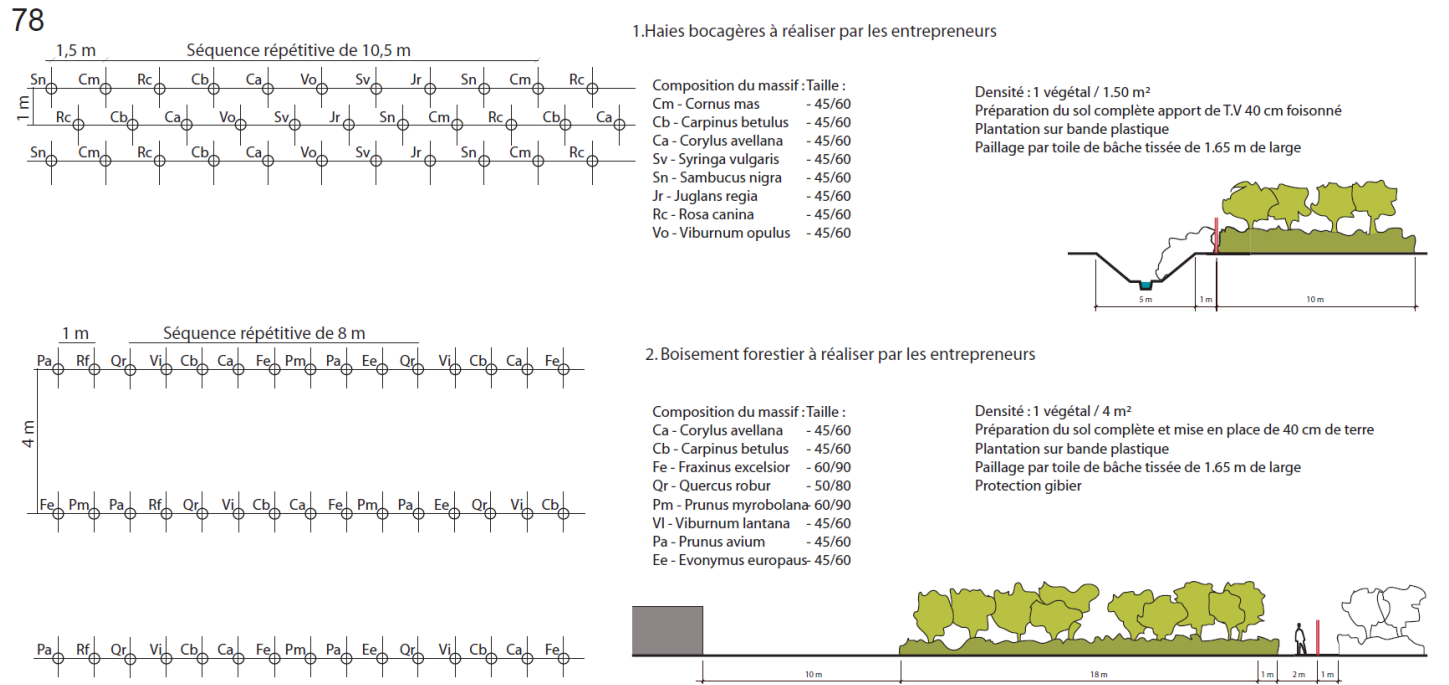 78
1,5 m
Séquence répétitive de 10,5 m
Sn Cm Rc Cb Ca Vo Sv Jr Sn Cm Rc
1 m
Rc Cb Ca Vo Sv Jr Sn Cm Rc Cb Ca
Sn Cm Rc Cb Ca Vo Sv Jr Sn Cm Rc
1.Haies bocagères à réaliser par les entrepreneurs
Composition du massif : Taille :
Cm - Cornus mas - 45/60
Cb - Carpinus betulus - 45/60
Ca - Corylus avellana - 45/60
Sv - Syringa vulgaris - 45/60
Sn - Sambucus nigra - 45/60
Jr - Juglans regia - 45/60
Rc - Rosa canina - 45/60
Vo - Viburnum opulus - 45/60
Densité : 1 végétal / 1.50 m²
Préparation du sol complète apport de T.V 40 cm foisonné
Plantation sur bande plastique
Paillage par toile de bâche tissée de 1.65 m de large
5 m 1 m 10 m
1 m
Séquence répétitive de 8 m
Pa Rf Qr Vi Cb Ca Fe Pm Pa Ee Qr Vi Cb Ca Fe
4 m
Fe Pm Pa Rf Qr Vi Cb Ca Fe Pm Pa Ee Qr Vi Cb
Pa Rf Qr Vi Cb Ca Fe Pm Pa Ee Qr Vi Cb Ca Fe
2. Boisement forestier à réaliser par les entrepreneurs
Composition du massif : Taille :
Ca - Corylus avellana - 45/60
Cb - Carpinus betulus - 45/60
Fe - Fraxinus excelsior - 60/90
Qr - Quercus robur - 50/80
Pm - Prunus myrobolana - 60/90
VI - Viburnum lantana - 45/60
Pa - Prunus avium - 45/60
Ee - Evonymus europaus - 45/60
Densité : 1 végétal / 4 m²
Préparation du sol complète et mise en place de 40 cm de terre
Plantation sur bande plastique
Paillage par toile de bâche tissée de 1.65 m de large
Protection gibier
10 m 18 m 1 m 2 m 1 m